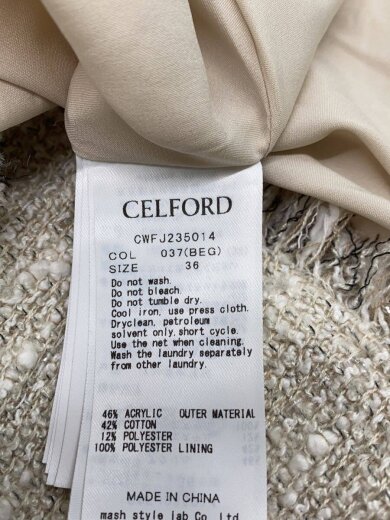 CELFORD
CWFJ235014
COL 037(BEG)
SIZE 36
Do not wash.
Do not bleach.
Do not tumble dry.
Cool iron, use press cloth.
Dryclean, petroleum
solvent only, short cycle.
Use the net when cleaning.
Wash the laundry separately
from other laundry.
46% ACRYLIC OUTER MATERIAL
42% COTTON
12% POLYESTER
100% POLYESTER LINING
MADE IN CHINA
mash style lab Co., ltd.